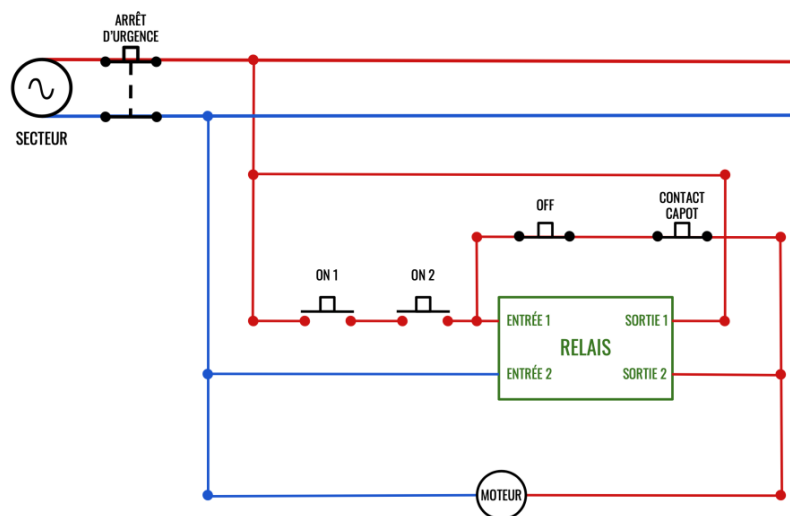 ARRÊT
D'URGENCE
SECTEUR
OFF
CONTACT
CAPOT
ON 1
ON 2
ENTRÉE 1
SORTIE 1
RELAIS
ENTRÉE 2
SORTIE 2
MOTEUR